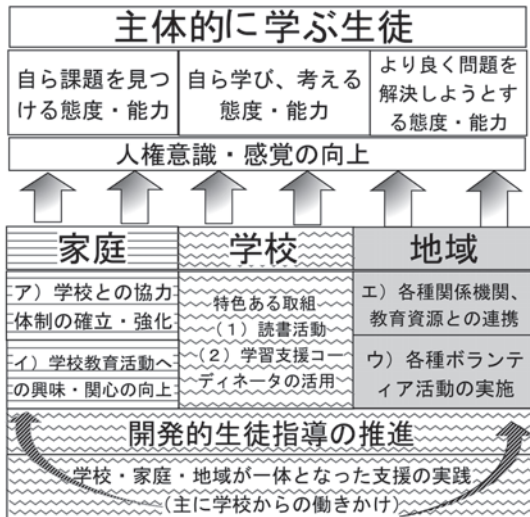 主体的に学ぶ生徒
自ら課題を見つ
ける態度・能力
自ら学び、考える
態度・能力
より良く問題を
解決しようとす
る態度・能力
人権意識・感覚の向上
家庭
学校
地域
ア）学校との協力
体制の確立・強化
イ）学校教育活動へ
の興味・関心の向上
特色ある取組
（１）読書活動
（２）学習支援コー
ディネータの活用
エ）各種関係機関、
教育資源との連携
ウ）各種ボランテ
ィア活動の実施
開発的生徒指導の推進
学校・家庭・地域が一体となった支援の実践
（主に学校からの働きかけ）